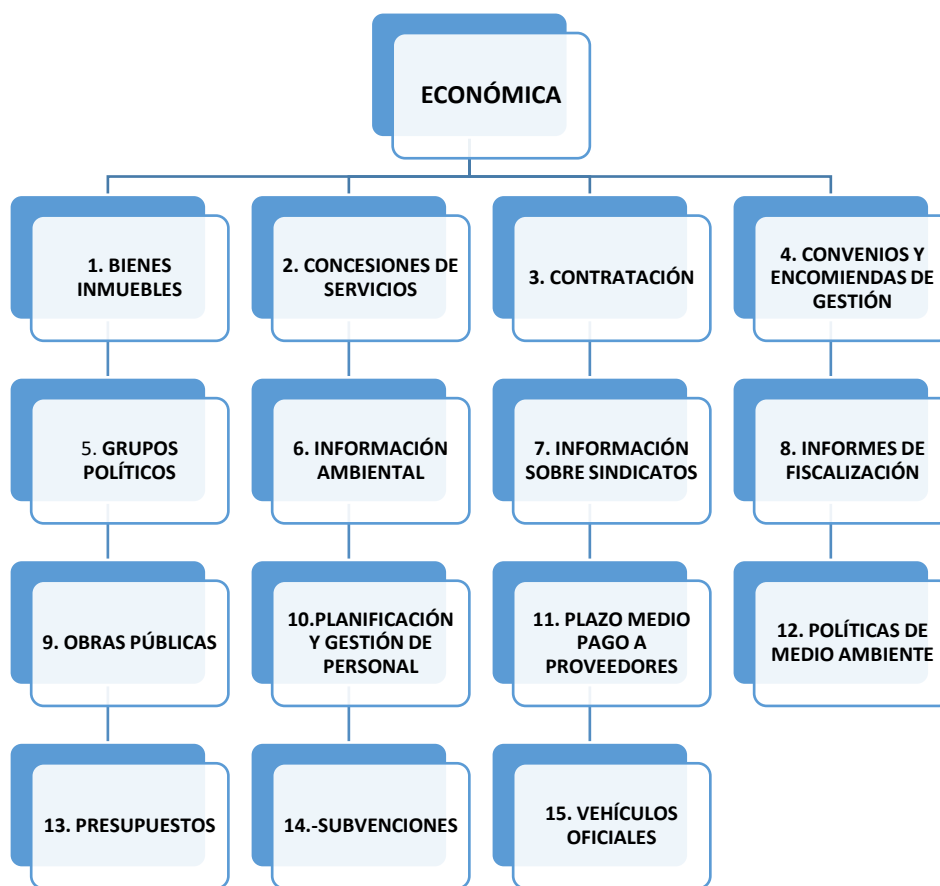 ECONÓMICA
1. BIENES
INMUEBLES
2. CONCESIONES DE
SERVICIOS
3. CONTRATACIÓN
4. CONVENIOS Y
ENCOMIENDAS DE
GESTIÓN
5. GRUPOS
POLÍTICOS
6. INFORMACIÓN
AMBIENTAL
7. INFORMACIÓN
SOBRE SINDICATOS
8. INFORMES DE
FISCALIZACIÓN
9. OBRAS PÚBLICAS
10.PLANIFICACIÓN
Y GESTIÓN DE
PERSONAL
11. PLAZO MEDIO
PAGO A
PROVEEDORES
12. POLÍTICAS DE
MEDIO AMBIENTE
13. PRESUPUESTOS
14.-SUBVENCIONES
15. VEHÍCULOS
OFICIALES